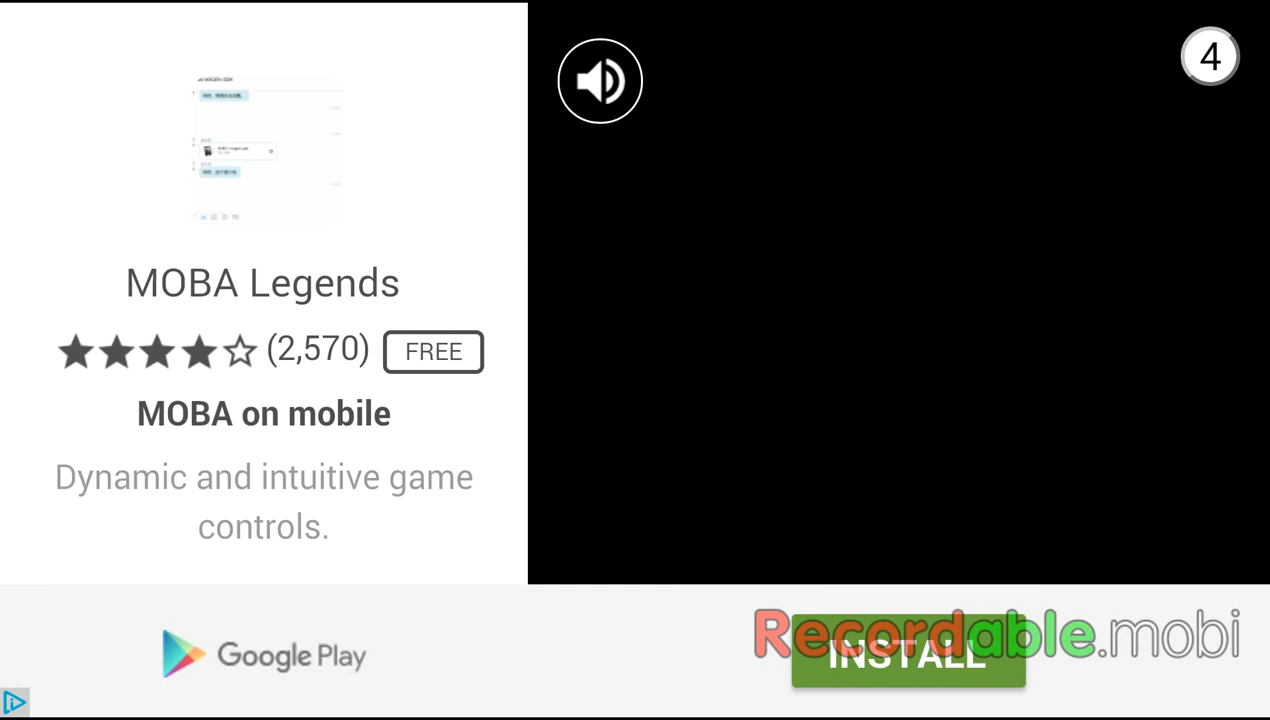 4
MOBA Legends
(2,570) FREE
MOBA on mobile
Dynamic and intuitive game
controls.
Google Play
INSTALL
Recordable.mobi